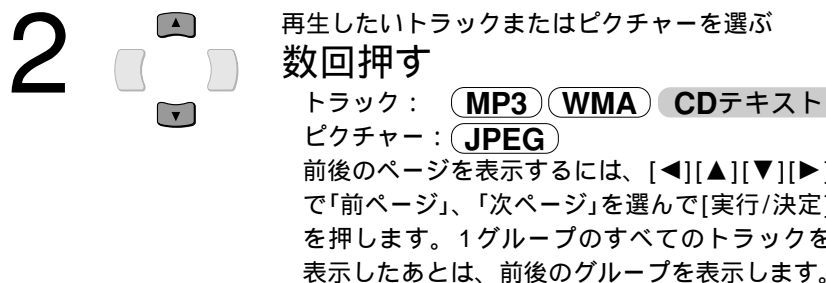 2
再生したいトラックまたはピクチャーを選ぶ
数回押す
トラック： MP3 WMA CDテキスト
ピクチャー：JPEG
前後のページを表示するには、[◀][▲][▼][▶]
で「前ページ」、「次ページ」を選んで[実行/決定]
を押します。1グループのすべてのトラックを
表示したあとは、前後のグループを表示します。